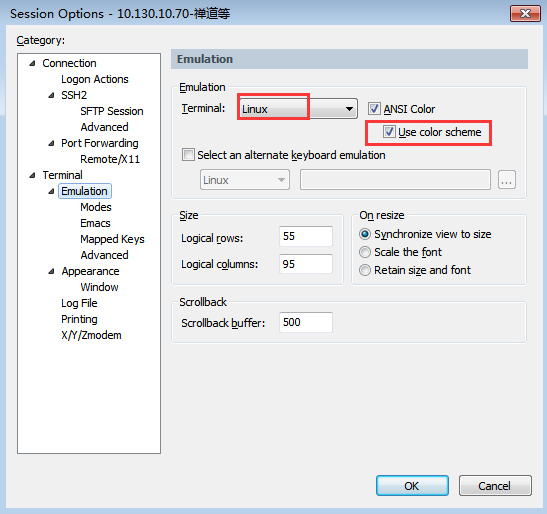 Session Options - 10.130.10.70-禅道等
Category:
Connection
Logon Actions
SSH2
SFTP Session
Advanced
Port Forwarding
Remote/X11
Terminal
Emulation
Modes
Emacs
Mapped Keys
Advanced
Appearance
Window
Log File
Printing
X/Y/Zmodem
Emulation
Emulation
Terminal: Linux ANSI Color
Use color scheme
Select an alternate keyboard emulation
Linux ...
Size
Logical rows: 55
Logical columns: 95
On resize
Synchronize view to size
Scale the font
Retain size and font
Scrollback
Scrollback buffer: 500
OK Cancel